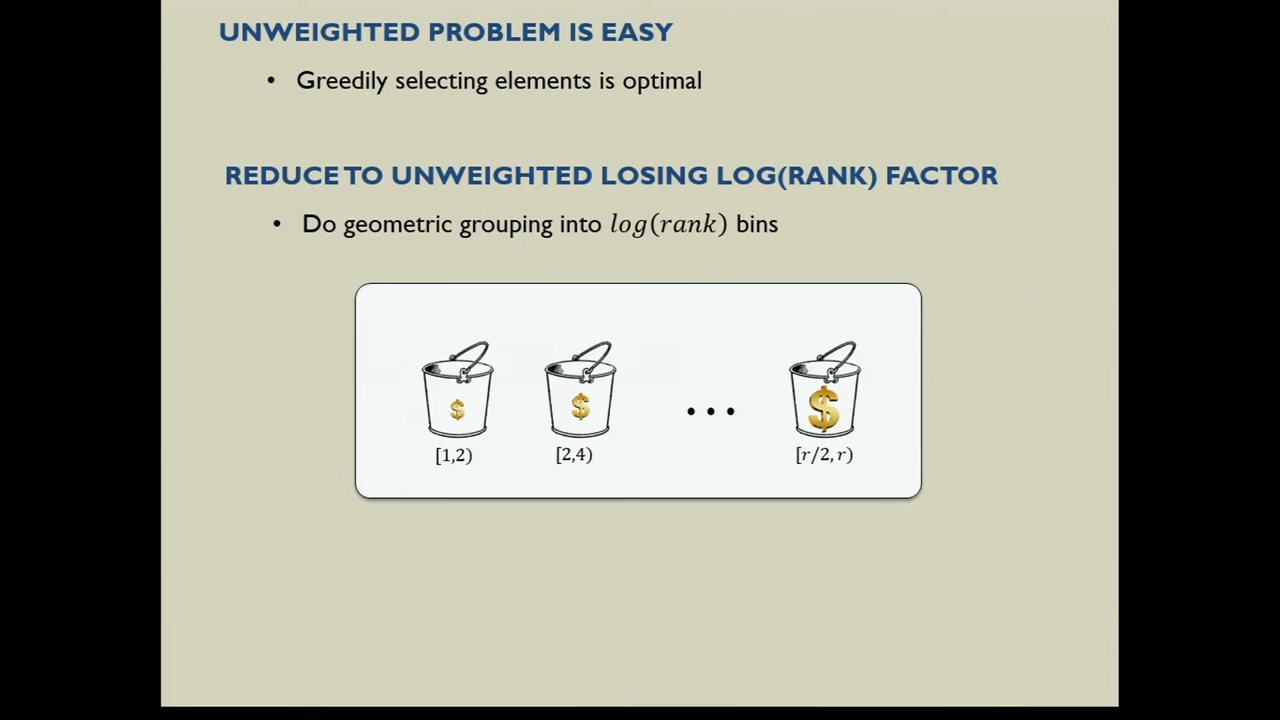 UNWEIGHTED PROBLEM IS EASY
• Greedily selecting elements is optimal
REDUCE TO UNWEIGHTED LOSING LOG(RANK) FACTOR
• Do geometric grouping into log(rank) bins
$ $ • • • $
[1,2) [2,4) [r/2, r)